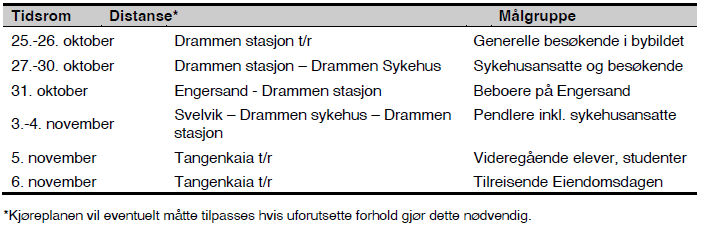 Tidsrom Distanse* Målgruppe
25.-26. oktober Drammen stasjon t/r Generelle besøkende i bybildet
27.-30. oktober Drammen stasjon – Drammen Sykehus Sykehusansatte og besøkende
31. oktober Engersand - Drammen stasjon Beboere på Engersand
3.-4. november Svelvik – Drammen sykehus – Drammen Pendlere inkl. sykehusansatte
stasjon
5. november Tangenkaia t/r Videregående elever, studenter
6. november Tangenkaia t/r Tilreisende Eiendomsdagen
*Kjøreplanen vil eventuelt måtte tilpasses hvis uforutsette forhold gjør dette nødvendig.